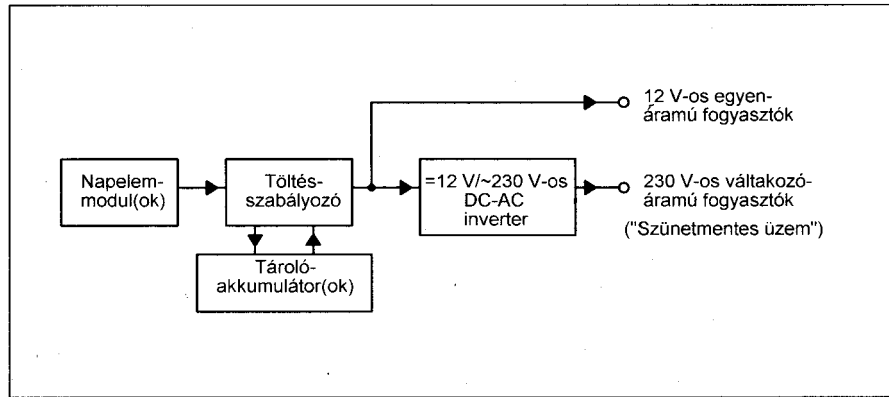 12 V-os egyen-
áramú fogyasztók
Napelem-
modul(ok)
Töltés-
szabályozó
=12 V/~230 V-os
DC-AC
inverter
230 V-os váltakozó-
áramú fogyasztók
("Szünetmentes üzem")
Tároló-
akkumulátor(ok)